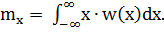 mₓ = ∫_{-∞}^{∞} x·w(x)dx.